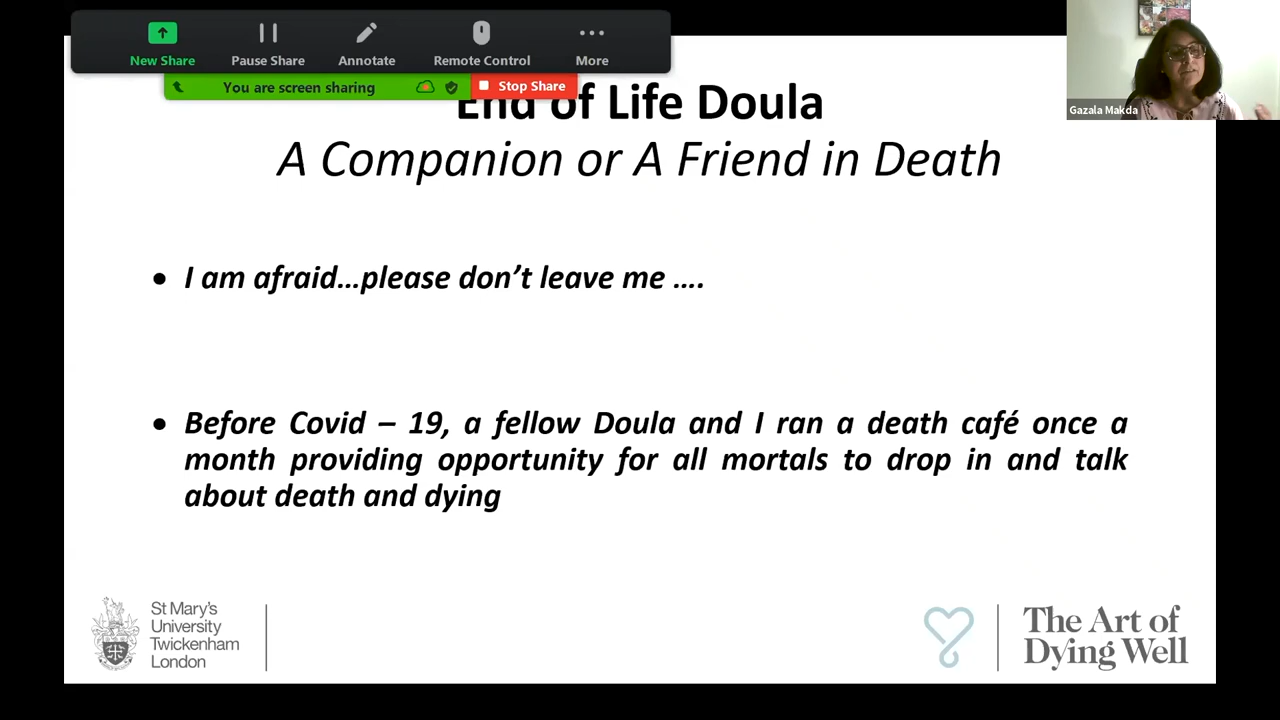 New Share
Pause Share
Annotate
Remote Control
More
You are screen sharing
Stop Share
Gazala Makda
End of Life Doula
A Companion or A Friend in Death
• I am afraid…please don’t leave me ….
• Before Covid – 19, a fellow Doula and I ran a death café once a
month providing opportunity for all mortals to drop in and talk
about death and dying
St Mary's
University
Twickenham
London
The Art of
Dying Well